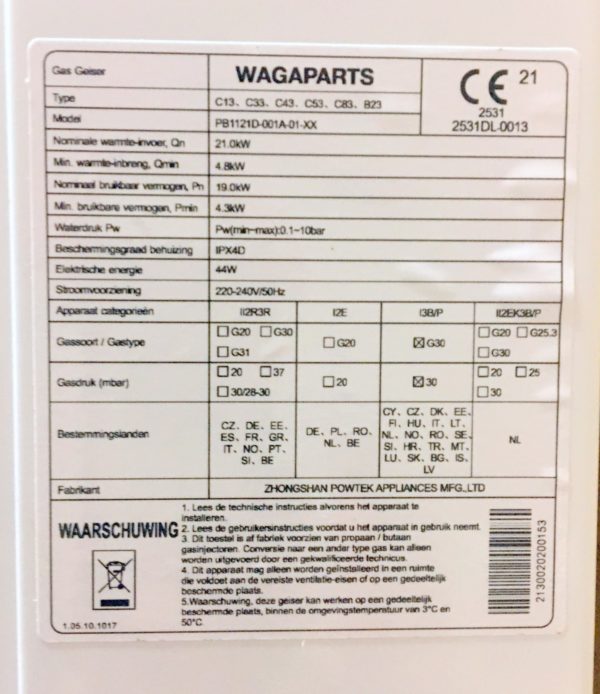 Gas Geiser WAGAPARTS CE 21
2531
2531DL-0013
Type C13、C33、C43、C53、C83、B23
Model PB1121D-001A-01-XX
Nominale warmte-invoer, Qn 21.0kW
Min. warmte-inbreng, Qmin 4.8kW
Nominaal bruikbaar vermogen, Pn 19.0kW
Min. bruikbare vermogen, Pmin 4.3kW
Waterdruk Pw Pw(min~max):0.1~10bar
Beschermingsgraad behuizing IPX4D
Elektrische energie 44W
Stroomvoorziening 220-240V/50Hz
Apparaat categorieën II2R3R I2E I3B/P II2EK3B/P
Gassoort / Gastype ☐G20 ☐G30 ☐G20 ☒G30 ☐G20 ☐G25.3
☐G31 ☐G30
Gasdruk (mbar) ☐20 ☐37 ☐20 ☒30 ☐20 ☐25
☐30/28-30 ☐30
Bestemmingslanden
CZ、DE、EE、
ES、FR、GR、
IT、NO、PT、
SI、BE
DE、PL、RO、
NL、BE
CY、CZ、DK、EE、
FI、HU、IT、LT、
NL、NO、RO、SE、
SI、HR、TR、MT、
LU、SK、BG、IS、
LV
NL
Fabrikant ZHONGSHAN POWTEK APPLIANCES MFG.,LTD
WAARSCHUWING
1. Lees de technische instructies alvorens het apparaat te
installeren.
2. Lees de gebruikersinstructies voordat u het apparaat in gebruik neemt.
3. Dit toestel is af fabriek voorzien van propaan / butaan
gasinjectoren. Conversie naar een ander type gas kan alleen
worden uitgevoerd door een gekwalificeerde technicus.
4. Dit apparaat mag alleen worden geïnstalleerd in een ruimte
die voldoet aan de vereiste ventilatie-eisen of op een gedeeltelijk
beschermde plaats.
5.Waarschuwing, deze geiser kan werken op een gedeeltelijk
beschermde plaats, binnen de omgevingstemperatuur van 3°C en
50°C.
1.05.10.1017
2130020200153